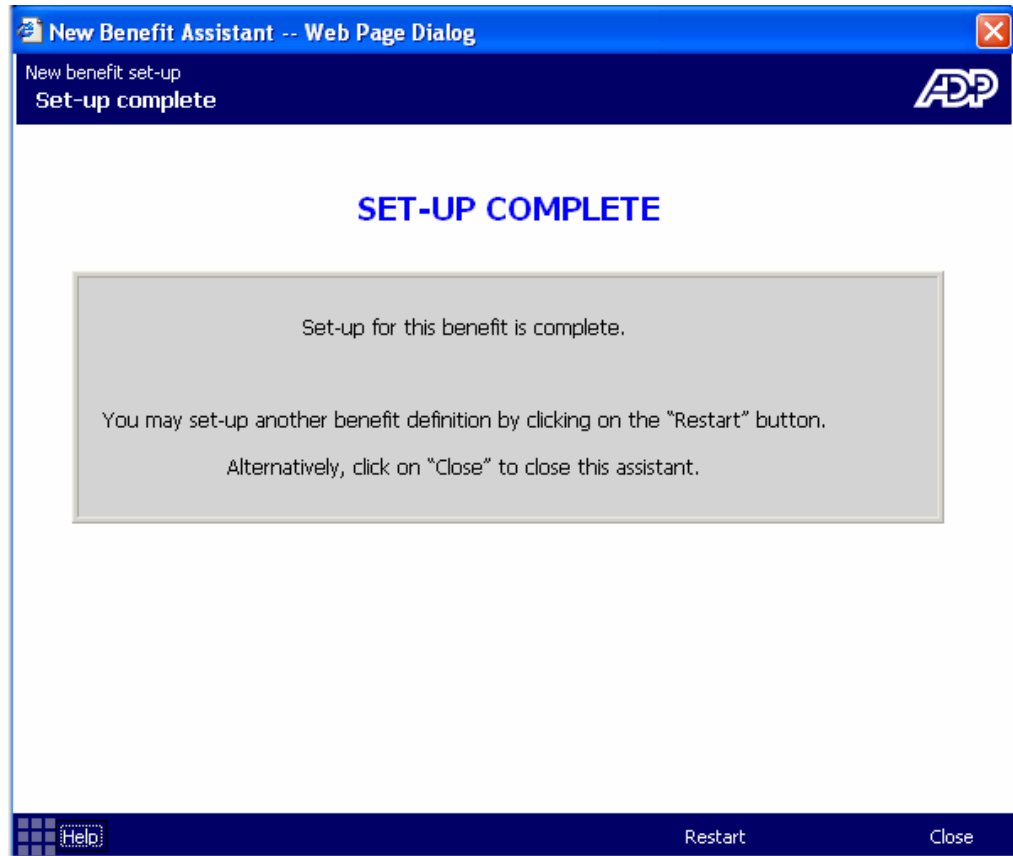 New Benefit Assistant -- Web Page Dialog
New benefit set-up
Set-up complete
ADP
SET-UP COMPLETE
Set-up for this benefit is complete.
You may set-up another benefit definition by clicking on the “Restart” button.
Alternatively, click on “Close” to close this assistant.
Help Restart Close